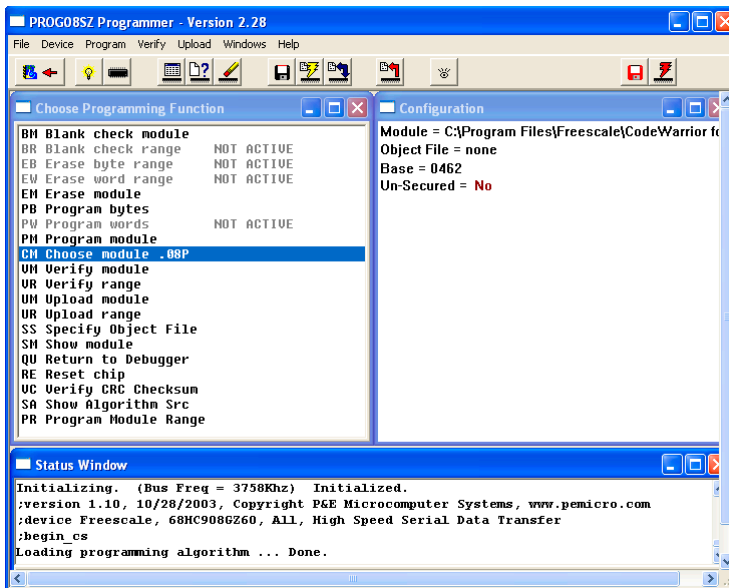 PROG08SZ Programmer - Version 2.28
File Device Program Verify Upload Windows Help
Choose Programming Function
BM Blank check module
BR Blank check range NOT ACTIVE
EB Erase byte range NOT ACTIVE
EW Erase word range NOT ACTIVE
EM Erase module
PB Program bytes
PW Program words NOT ACTIVE
PM Program module
CM Choose module .08P
VM Verify module
VR Verify range
UM Upload module
UR Upload range
SS Specify Object File
SM Show module
QU Return to Debugger
RE Reset chip
VC Verify CRC Checksum
SA Show Algorithm Src
PR Program Module Range
Configuration
Module = C:\Program Files\Freescale\CodeWarrior fo
Object File = none
Base = 0462
Un-Secured = No
Status Window
Initializing. (Bus Freq = 3758Khz) Initialized.
;version 1.10, 10/28/2003, Copyright P&E Microcomputer Systems, www.pemicro.com
;device Freescale, 68HC908GZ60, All, High Speed Serial Data Transfer
;begin_cs
Loading programming algorithm ... Done.